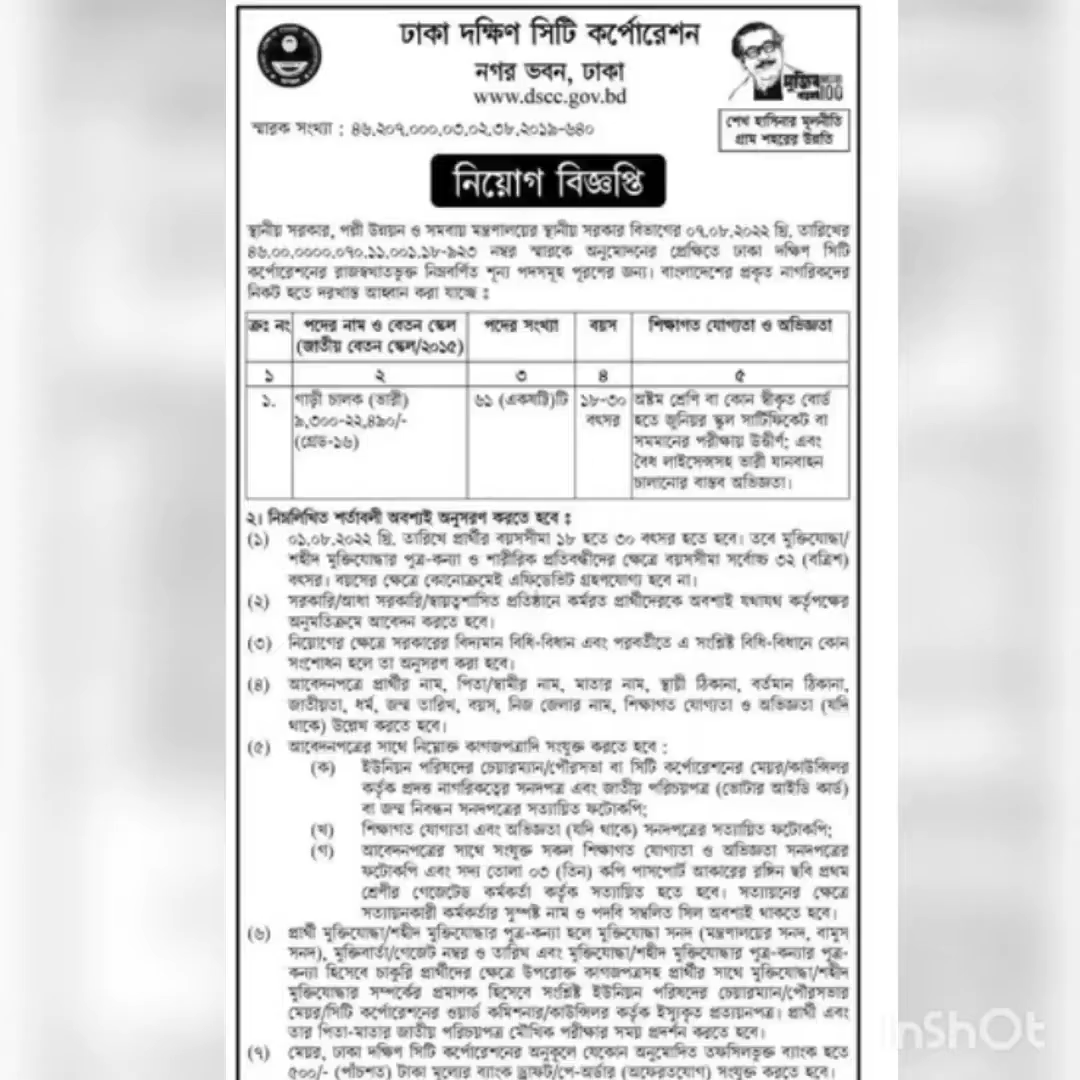 ঢাকা দক্ষিণ সিটি কর্পোরেশন
নগর ভবন, ঢাকা
www.dscc.gov.bd
মুজিব
100
স্মারক সংখ্যা : ৪৬.২০৭.০০০.০৩.০২.৩৮.২০১৯-৬৪০
শেখ হাসিনার মূলনীতি
গ্রাম শহরের উন্নতি
নিয়োগ বিজ্ঞপ্তি
স্থানীয় সরকার, পল্লী উন্নয়ন ও সমবায় মন্ত্রণালয়ের স্থানীয় সরকার বিভাগের ০৭.০৮.২০২২ খ্রি. তারিখের
৪৬.০০.০০০০.০৭০.১১.০০১.১৮-৯২৩ নম্বর স্মারকে অনুমোদনের প্রেক্ষিতে ঢাকা দক্ষিণ সিটি
কর্পোরেশনের রাজস্বখাতভুক্ত নিম্নবর্ণিত শূন্য পদসমূহ পূরণের জন্য। বাংলাদেশের প্রকৃত নাগরিকদের
নিকট হতে দরখাস্ত আহ্বান করা যাচ্ছে :
ক্রঃ নং পদের নাম ও বেতন স্কেল পদের সংখ্যা বয়স শিক্ষাগত যোগ্যতা ও অভিজ্ঞতা
(জাতীয় বেতন স্কেল/২০১৫)
১ ২ ৩ ৪ ৫
১. গাড়ী চালক (ভারী) ৬১ (একষট্টি)টি ১৮-৩০ অষ্টম শ্রেণি বা কোন স্বীকৃত বোর্ড
৯,৩০০-২২,৪৯০/- বৎসর হতে জুনিয়র স্কুল সার্টিফিকেট বা
(গ্রেড-১৬) সমমানের পরীক্ষায় উত্তীর্ণ; এবং
বৈধ লাইসেন্সসহ ভারী যানবাহন
চালানোর বাস্তব অভিজ্ঞতা।
২। নিম্নলিখিত শর্তাবলী অবশ্যই অনুসরণ করতে হবে :
(১) ০১.০৮.২০২২ খ্রি. তারিখে প্রার্থীর বয়সসীমা ১৮ হতে ৩০ বৎসর হতে হবে। তবে মুক্তিযোদ্ধা/
শহীদ মুক্তিযোদ্ধার পুত্র-কন্যা ও শারীরিক প্রতিবন্ধীদের ক্ষেত্রে বয়সসীমা সর্বোচ্চ ৩২ (বত্রিশ)
বৎসর। বয়সের ক্ষেত্রে কোনোক্রমেই এফিডেভিট গ্রহণযোগ্য হবে না।
(২) সরকারি/আধা সরকারি/স্বায়ত্বশাসিত প্রতিষ্ঠানে কর্মরত প্রার্থীদেরকে অবশ্যই যথাযথ কর্তৃপক্ষের
অনুমতিক্রমে আবেদন করতে হবে।
(৩) নিয়োগের ক্ষেত্রে সরকারের বিদ্যমান বিধি-বিধান এবং পরবর্তীতে এ সংশ্লিষ্ট বিধি-বিধানে কোন
সংশোধন হলে তা অনুসরণ করা হবে।
(৪) আবেদনপত্রে প্রার্থীর নাম, পিতা/স্বামীর নাম, মাতার নাম, স্থায়ী ঠিকানা, বর্তমান ঠিকানা,
জাতীয়তা, ধর্ম, জন্ম তারিখ, বয়স, নিজ জেলার নাম, শিক্ষাগত যোগ্যতা ও অভিজ্ঞতা (যদি
থাকে) উল্লেখ করতে হবে।
(৫) আবেদনপত্রের সাথে নিম্নোক্ত কাগজপত্রাদি সংযুক্ত করতে হবে :
(ক) ইউনিয়ন পরিষদের চেয়ারম্যান/পৌরসভা বা সিটি কর্পোরেশনের মেয়র/কাউন্সিলর
কর্তৃক প্রদত্ত নাগরিকত্বের সনদপত্র এবং জাতীয় পরিচয়পত্র (ভোটার আইডি কার্ড)
বা জন্ম নিবন্ধন সনদপত্রের সত্যায়িত ফটোকপি;
(খ) শিক্ষাগত যোগ্যতা এবং অভিজ্ঞতা (যদি থাকে) সনদপত্রের সত্যায়িত ফটোকপি;
(গ) আবেদনপত্রের সাথে সংযুক্ত সকল শিক্ষাগত যোগ্যতা ও অভিজ্ঞতা সনদপত্রের
ফটোকপি এবং সদ্য তোলা ০৩ (তিন) কপি পাসপোর্ট আকারের রঙ্গিন ছবি প্রথম
শ্রেণীর গেজেটেড কর্মকর্তা কর্তৃক সত্যায়িত হতে হবে। সত্যায়নের ক্ষেত্রে
সত্যায়নকারী কর্মকর্তার সুস্পষ্ট নাম ও পদবি সম্বলিত সিল অবশ্যই থাকতে হবে।
(৬) প্রার্থী মুক্তিযোদ্ধা/শহীদ মুক্তিযোদ্ধার পুত্র-কন্যা হলে মুক্তিযোদ্ধা সনদ (মন্ত্রণালয়ের সনদ, বামুস
সনদ), মুক্তিবার্তা/গেজেট নম্বর ও তারিখ এবং মুক্তিযোদ্ধা/শহীদ মুক্তিযোদ্ধার পুত্র-কন্যার পুত্র-
কন্যা হিসেবে চাকুরি প্রার্থীদের ক্ষেত্রে উপরোক্ত কাগজপত্রসহ প্রার্থীর সাথে মুক্তিযোদ্ধা/শহীদ
মুক্তিযোদ্ধার সম্পর্কের প্রমাণক হিসেবে সংশ্লিষ্ট ইউনিয়ন পরিষদের চেয়ারম্যান/পৌরসভার
মেয়র/সিটি কর্পোরেশনের ওয়ার্ড কমিশনার/কাউন্সিলর কর্তৃক ইস্যুকৃত প্রত্যয়নপত্র। প্রার্থী এবং
তার পিতা-মাতার জাতীয় পরিচয়পত্র মৌখিক পরীক্ষার সময় প্রদর্শন করতে হবে।
(৭) মেয়র, ঢাকা দক্ষিণ সিটি কর্পোরেশনের অনুকূলে যেকোন অনুমোদিত তফসিলভুক্ত ব্যাংক হতে
৫০০/- (পাঁচশত) টাকা মূল্যের ব্যাংক ড্রাফট/পে-অর্ডার (অফেরতযোগ্য) সংযুক্ত করতে হবে।
InShOt